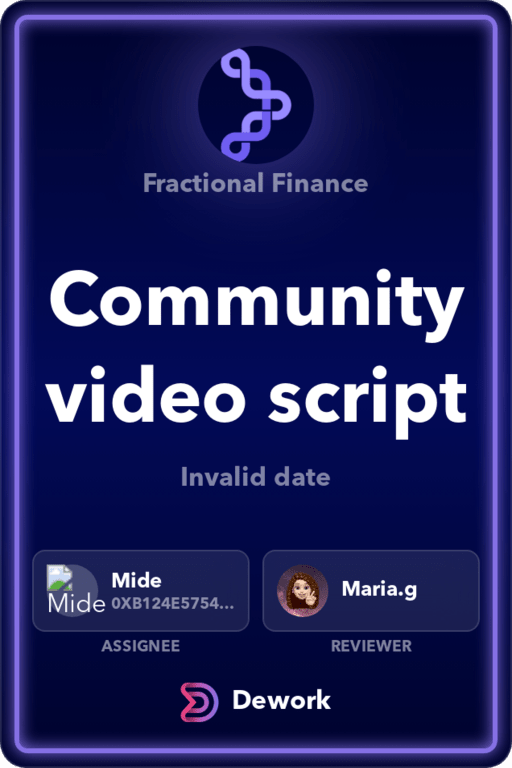 Fractional Finance
Community
video script
Invalid date
Mide
Mide
0XB124E5754...
Maria.g
ASSIGNEE
REVIEWER
Dework